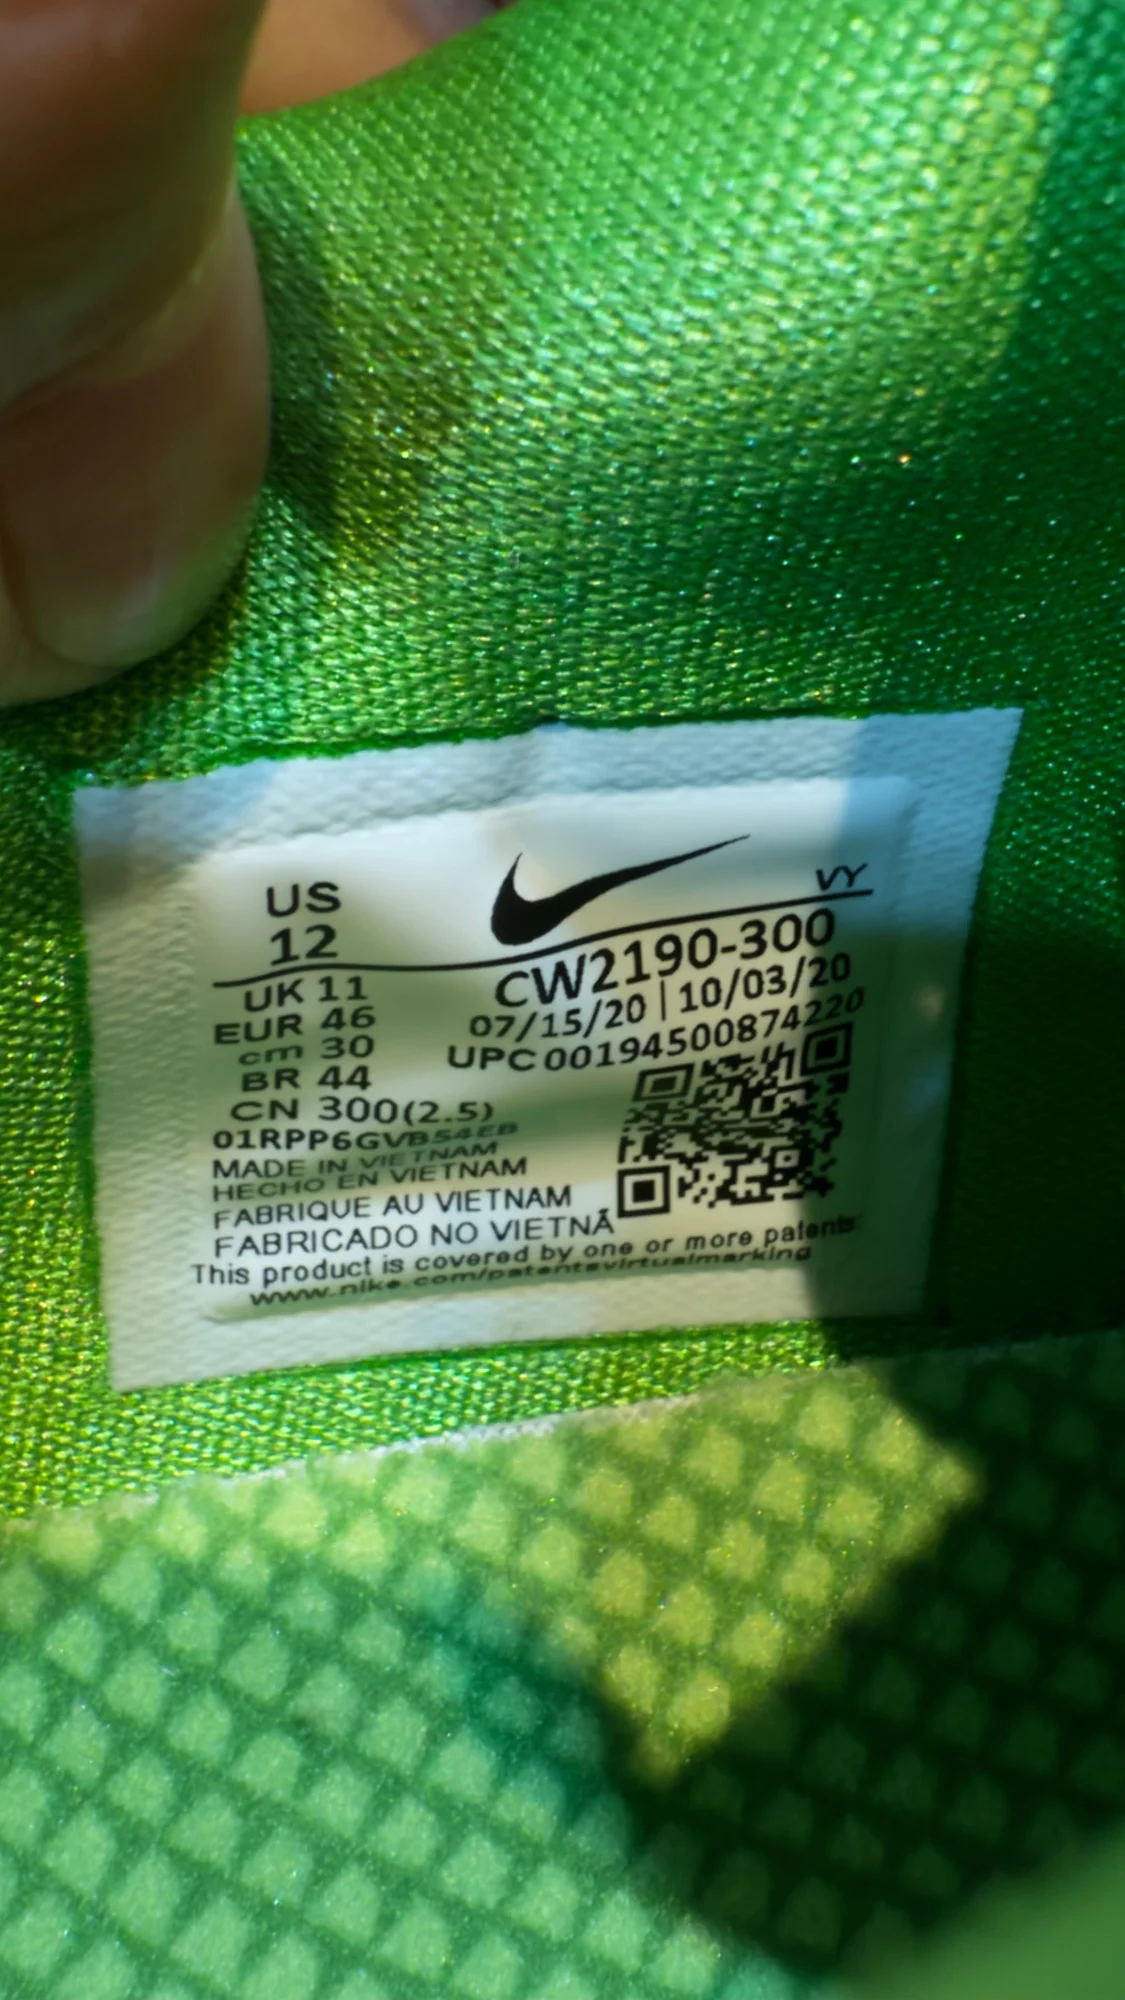 US
12
VY
UK 11
EUR 46
cm 30
BR 44
CN 300(2.5)
CW2190-300
07/15/20 | 10/03/20
UPC00194500874220
01RPP6GVBS4EB
MADE IN VIETNAM
HECHO EN VIETNAM
FABRIQUE AU VIETNAM
FABRICADO NO VIETNÃ
This product is covered by one or more patents:
www.nike.com/patentsvirtualmarking